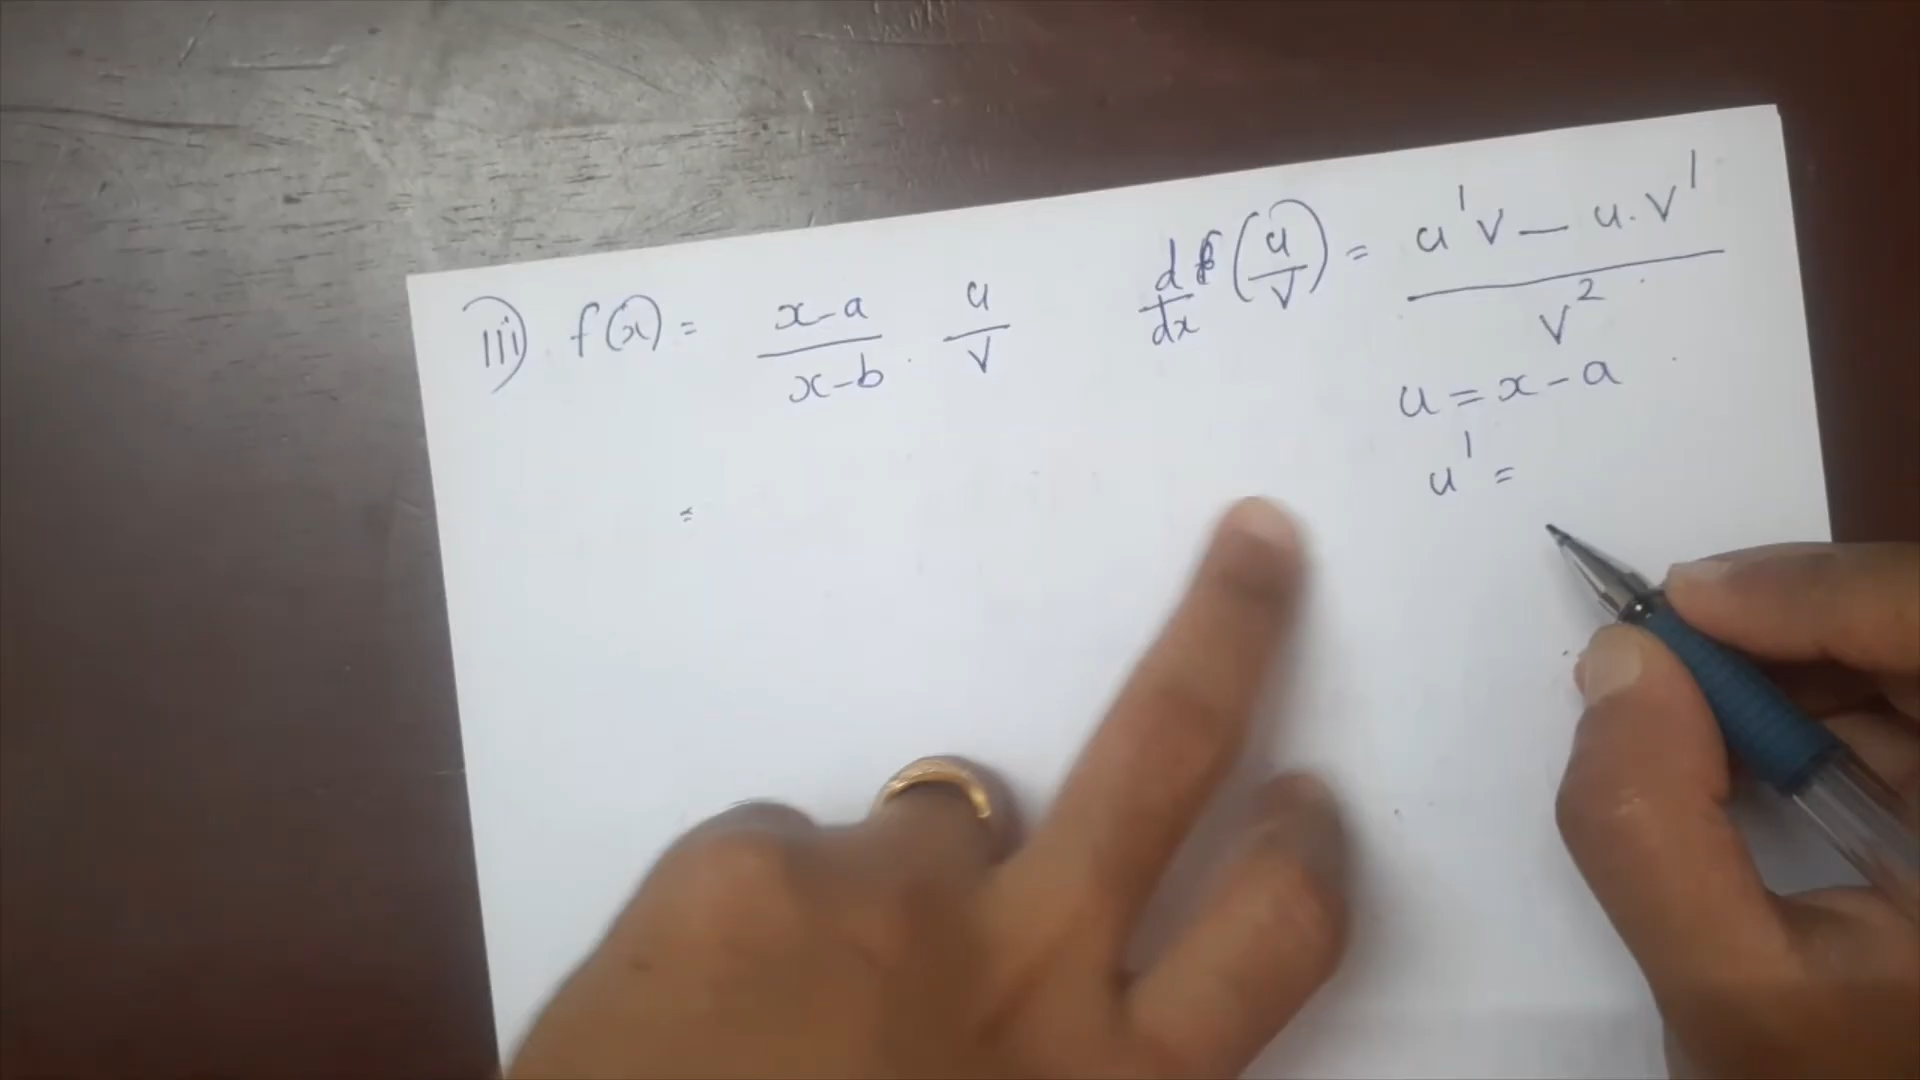 iii) f(x) = x-a / x-b . u / v
d/dx (u/v) = u'v - u.v' / v²
u = x - a
u' =
=